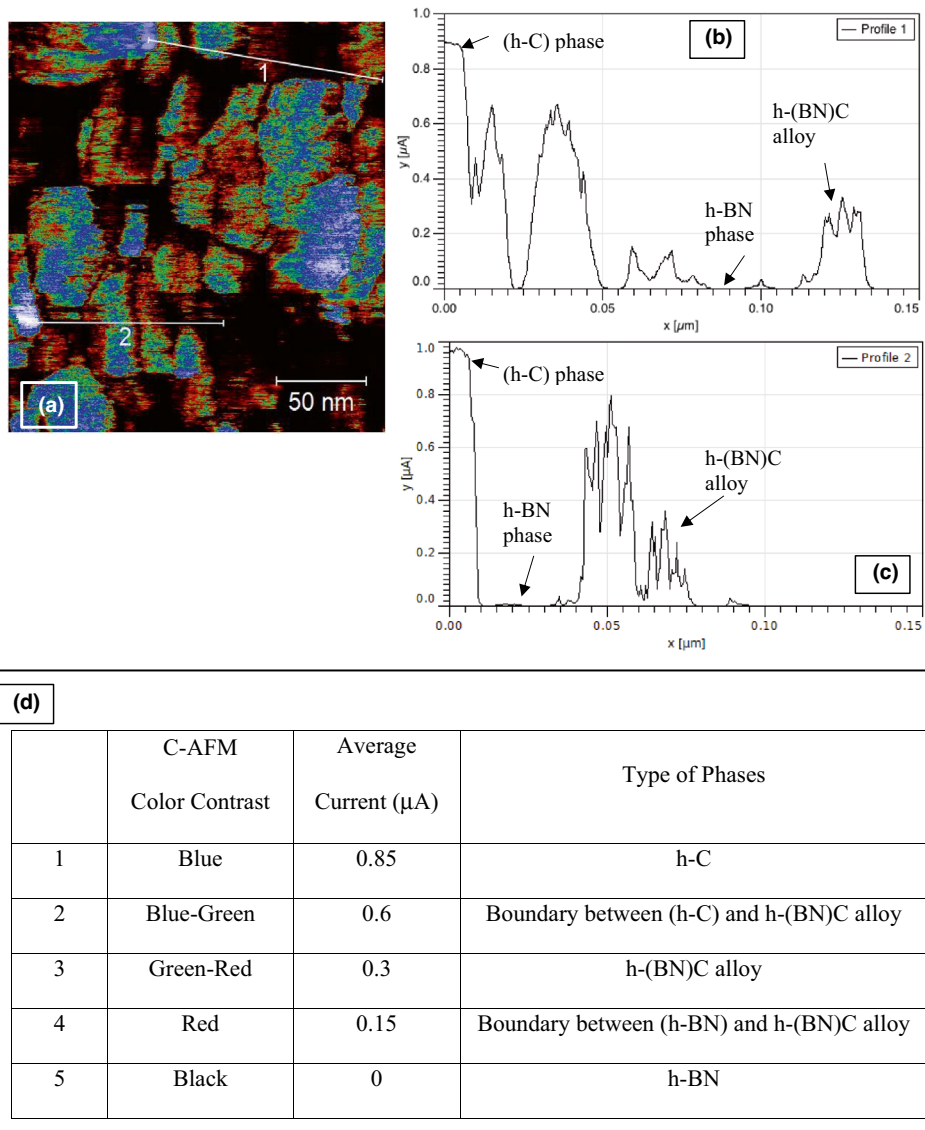 1
2
(a)
50 nm
(b)
Profile 1
(h-C) phase
h-(BN)C
alloy
h-BN
phase
y [µA]
1.0
0.8
0.6
0.4
0.2
0.0
0.00 0.05 0.10 0.15
x [µm]
Profile 2
(h-C) phase
h-(BN)C
alloy
h-BN
phase
(c)
y [µA]
1.0
0.8
0.6
0.4
0.2
0.0
0.00 0.05 0.10 0.15
x [µm]
(d)
C-AFM
Color Contrast
Average
Current (µA)
Type of Phases
1 Blue 0.85 h-C
2 Blue-Green 0.6 Boundary between (h-C) and h-(BN)C alloy
3 Green-Red 0.3 h-(BN)C alloy
4 Red 0.15 Boundary between (h-BN) and h-(BN)C alloy
5 Black 0 h-BN